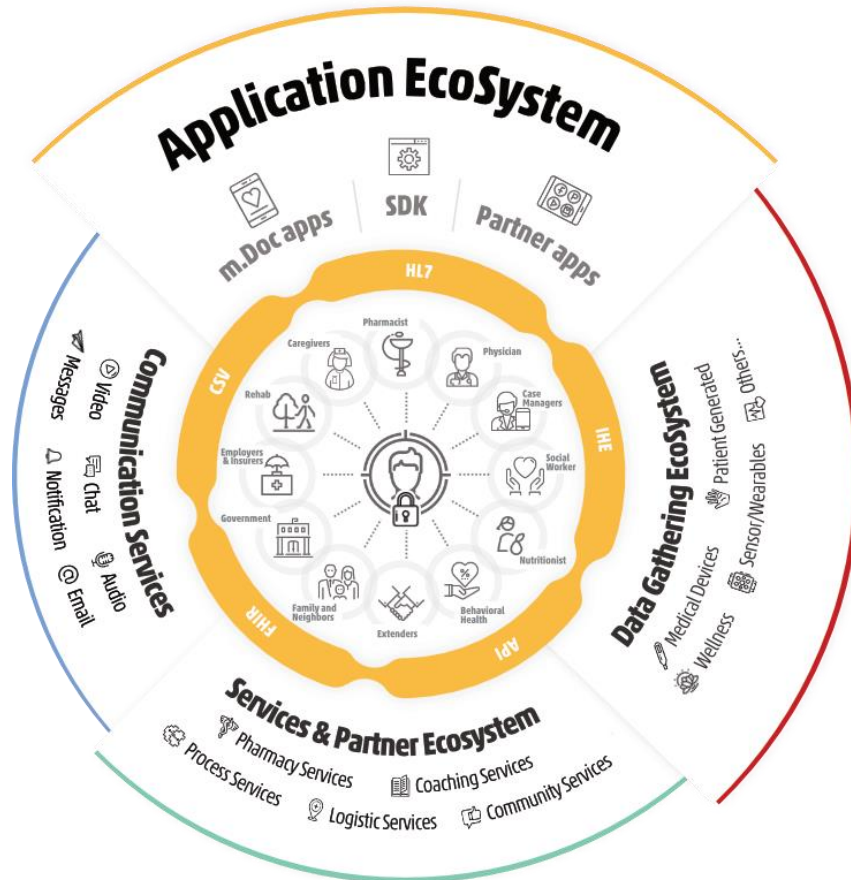 Application EcoSystem
m.Doc apps
SDK
Partner apps
HL7
IHE
API
FHIR
CSV
Pharmacist
Physician
Case
Managers
Social
Worker
Nutritionist
Behavioral
Health
Extenders
Family and
Neighbors
Government
Employers
& Insurers
Rehab
Caregivers
Data Gathering EcoSystem
Medical Devices
Patient Generated
Wellness
Sensor/Wearables
Others...
Services & Partner Ecosystem
Pharmacy Services
Coaching Services
Process Services
Logistic Services
Community Services
Communication Services
Video
Chat
Audio
Messages
Notification
Email